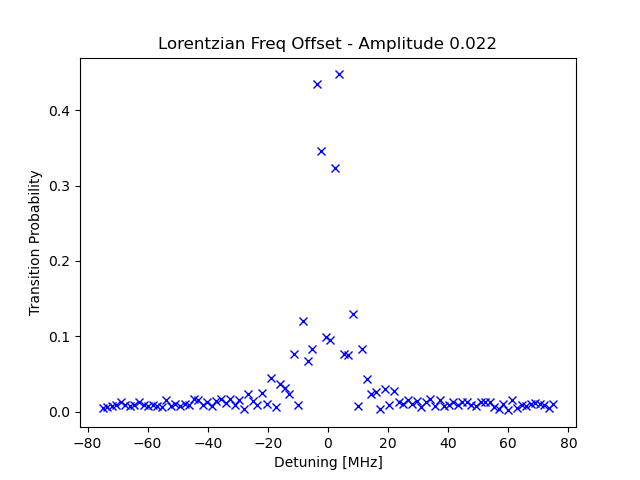 Lorentzian Freq Offset - Amplitude 0.022
Transition Probability
0.4
0.3
0.2
0.1
0.0
−80 −60 −40 −20 0 20 40 60 80
Detuning [MHz]